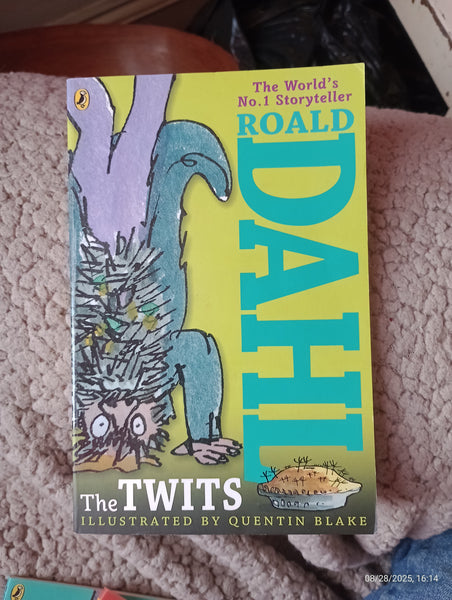 The World's
No.1 Storyteller
ROALD
DAHL
The TWITS
ILLUSTRATED BY QUENTIN BLAKE
08/28/2025, 16:14